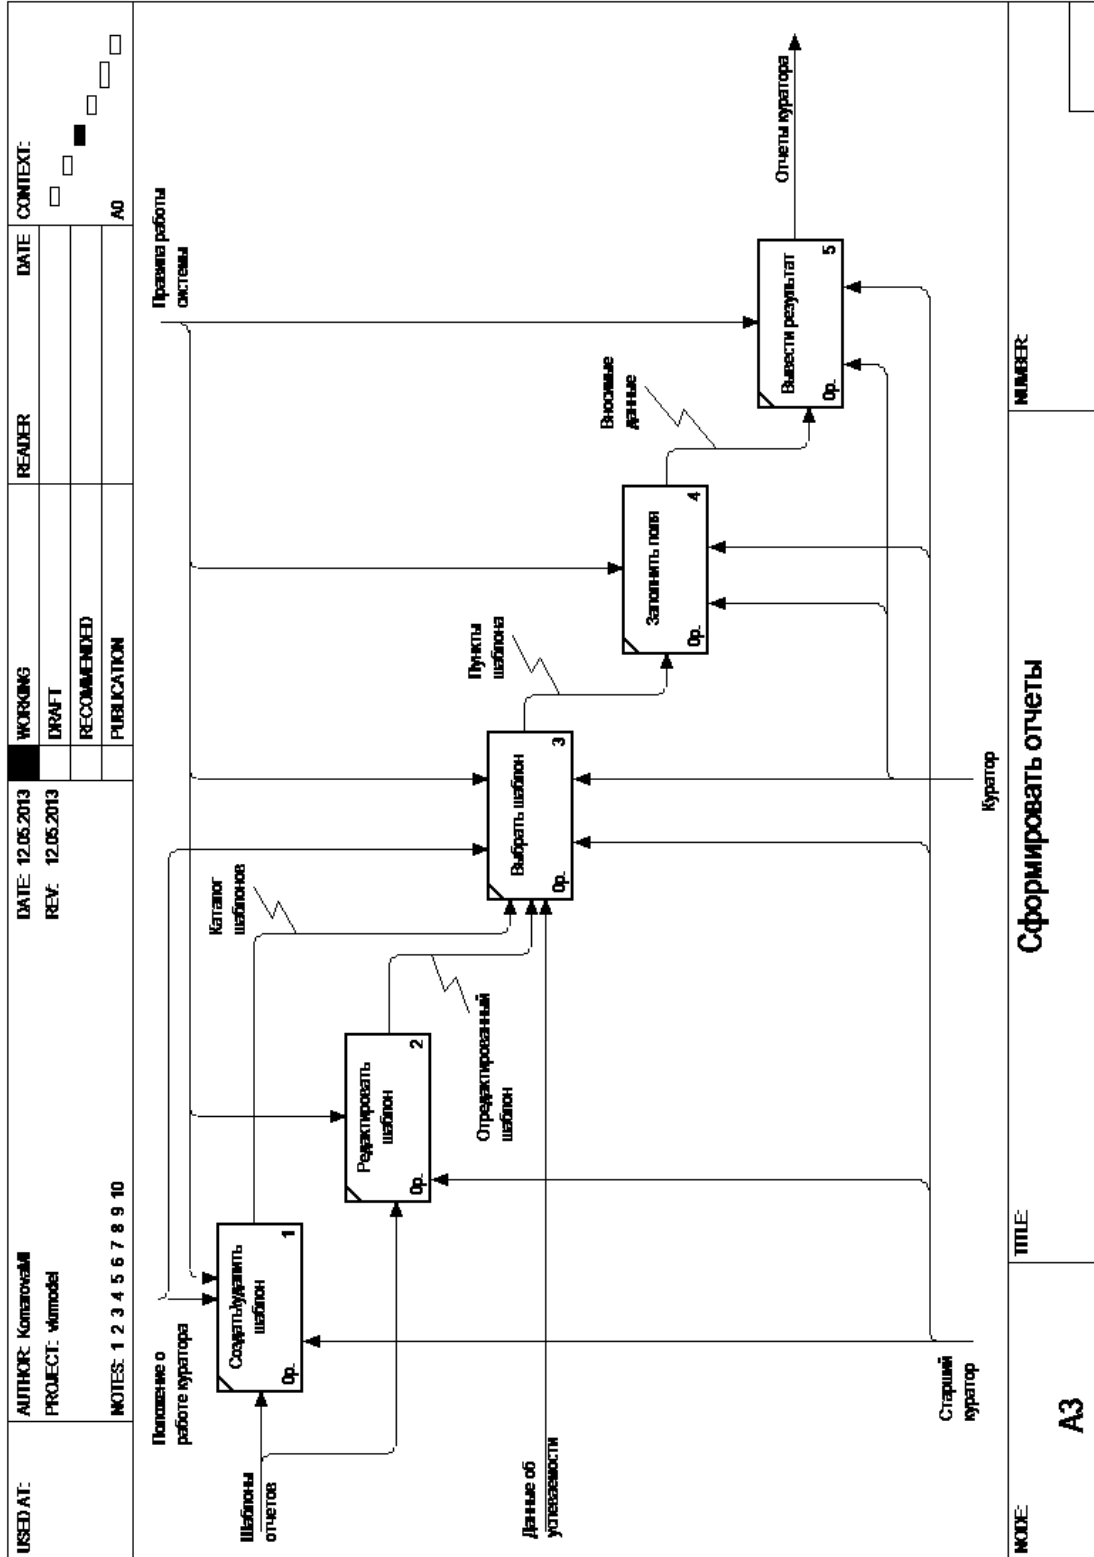 USED AT:
AUTHOR: KomarovaMI
DATE: 12.05.2013
WORKING
READER
DATE
CONTEXT:
PROJECT: vkrmodel
REV: 12.05.2013
DRAFT
RECOMMENDED
NOTES: 1 2 3 4 5 6 7 8 9 10
PUBLICATION
A0
Положение о
работе куратора
Правила работы
системы
Шаблоны
отчетов
Создать/удалить
шаблон
0р.
1
Каталог
шаблонов
Редактировать
шаблон
0р.
2
Отредактированный
шаблон
Данные об
успеваемости
Выбрать шаблон
0р.
3
Пункты
шаблона
Заполнить поля
0р.
4
Вносимые
данные
Вывести результат
0р.
5
Отчеты куратора
Старший
куратор
Куратор
NODE:
TITLE:
NUMBER:
A3
Сформировать отчеты